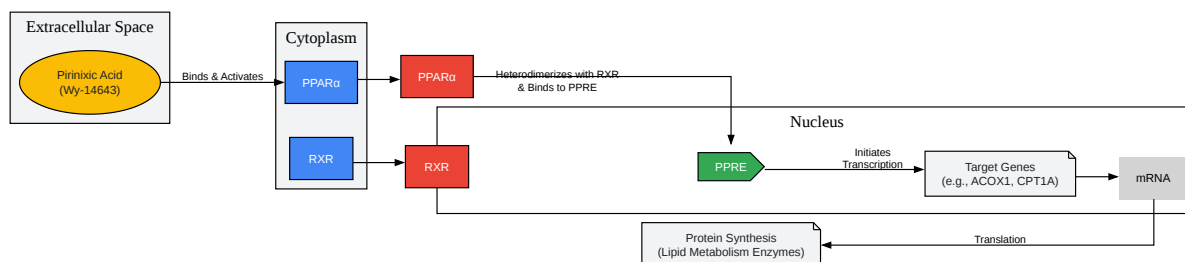 Extracellular Space
Pirinixic Acid
(Wy-14643)
Binds & Activates
Cytoplasm
PPARα
RXR
PPARα
RXR
Heterodimerizes with RXR
& Binds to PPRE
Nucleus
PPRE
Initiates
Transcription
Target Genes
(e.g., ACOX1, CPT1A)
mRNA
Translation
Protein Synthesis
(Lipid Metabolism Enzymes)